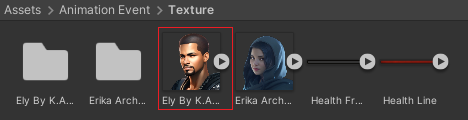 Assets > Animation Event > Texture
Ely By K.A... Erika Arch... Ely By K.A... Erika Arch... Health Fr... Health Line